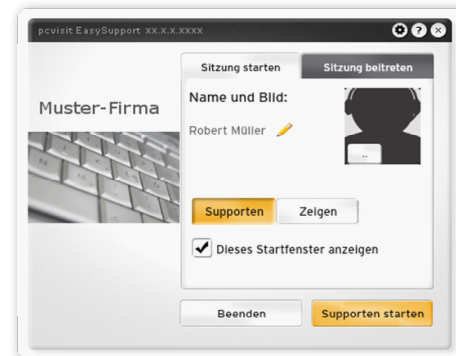 pcvisit EasySupport XX.X.X.XXXX
Sitzung starten
Sitzung beitreten
Muster-Firma
Name und Bild:
Robert Müller
Supporten
Zeigen
Dieses Startfenster anzeigen
Beenden
Supporten starten